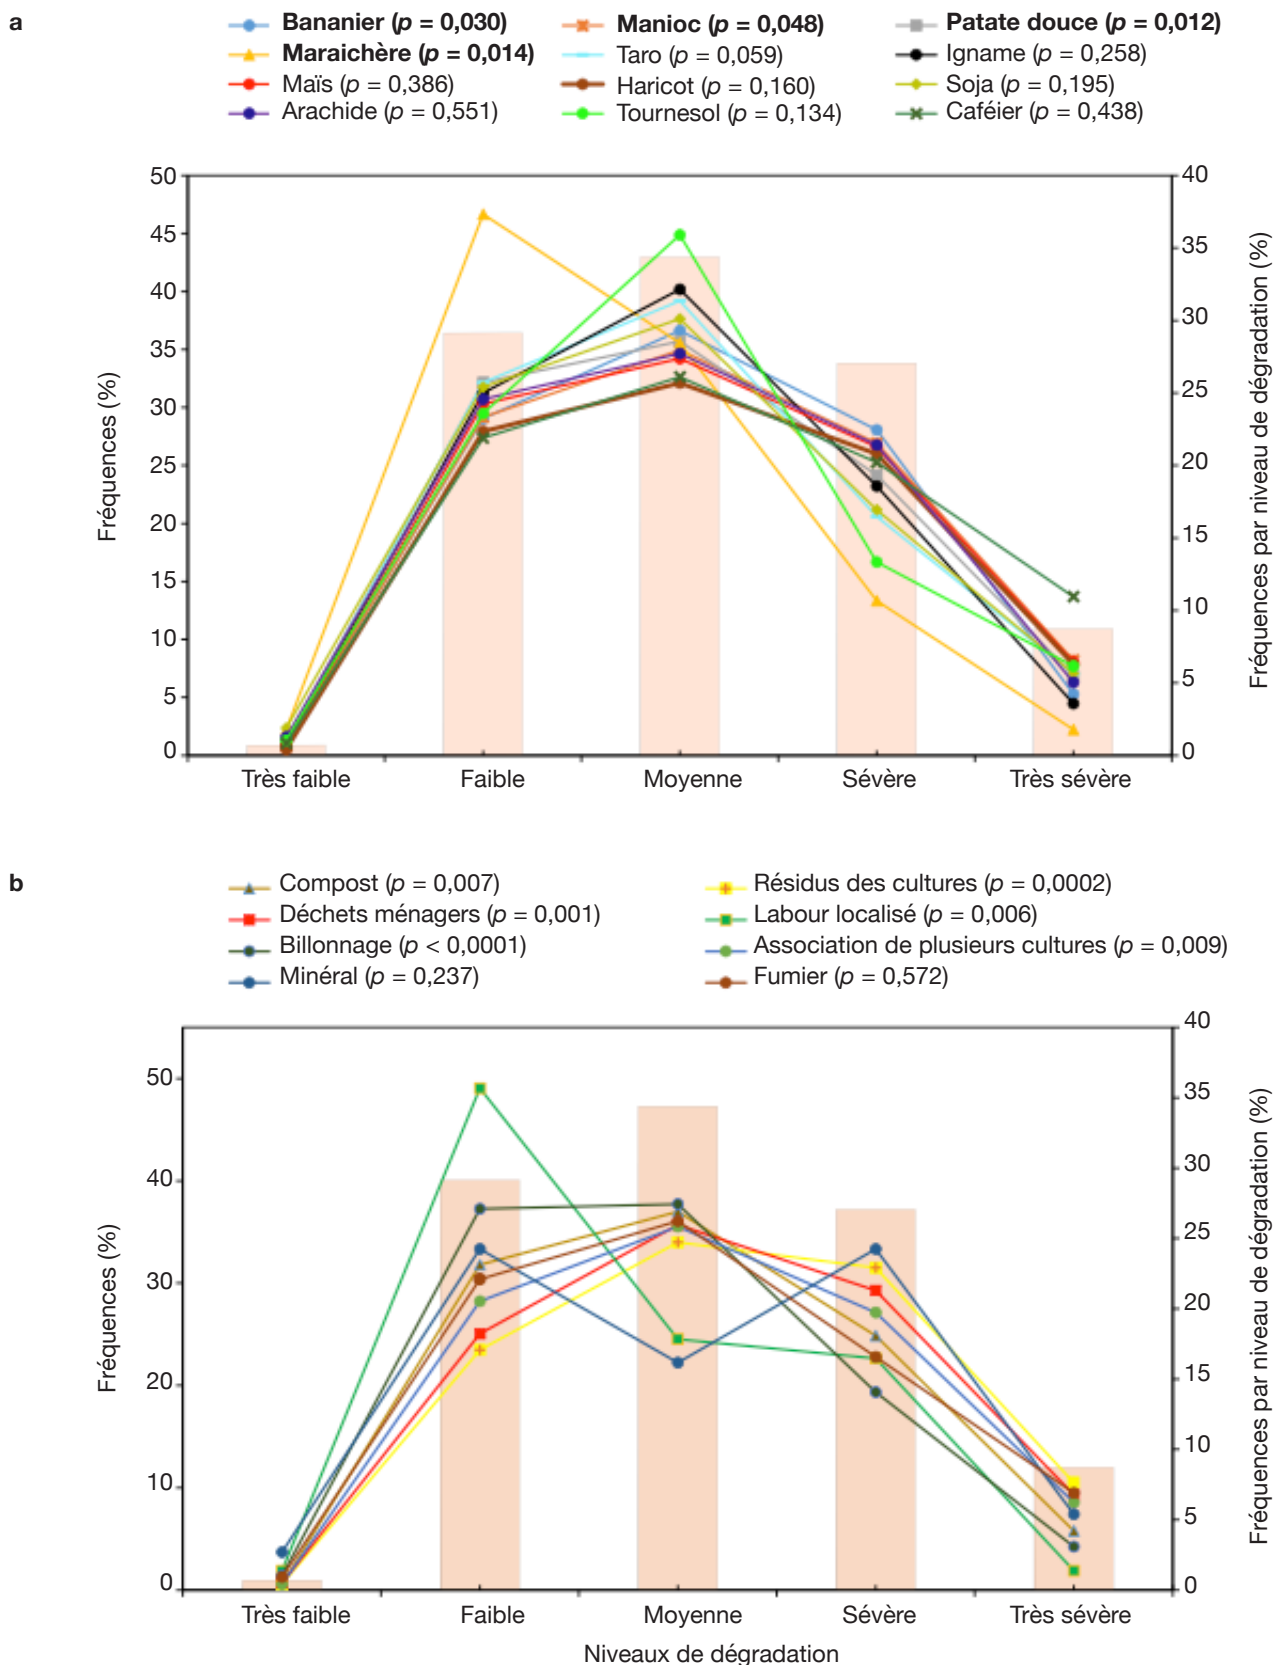 a
Bananier (p = 0,030) Manioc (p = 0,048) Patate douce (p = 0,012)
Maraichère (p = 0,014) Taro (p = 0,059) Igname (p = 0,258)
Maïs (p = 0,386) Haricot (p = 0,160) Soja (p = 0,195)
Arachide (p = 0,551) Tournesol (p = 0,134) Caféier (p = 0,438)
Fréquences (%)
50
45
40
35
30
25
20
15
10
5
0
40
35
30
25
20
15
10
5
0
Fréquences par niveau de dégradation (%)
Très faible Faible Moyenne Sévère Très sévère
b
Compost (p = 0,007) Résidus des cultures (p = 0,0002)
Déchets ménagers (p = 0,001) Labour localisé (p = 0,006)
Billonnage (p < 0,0001) Association de plusieurs cultures (p = 0,009)
Minéral (p = 0,237) Fumier (p = 0,572)
Fréquences (%)
50
40
30
20
10
0
40
35
30
25
20
15
10
5
0
Fréquences par niveau de dégradation (%)
Très faible Faible Moyenne Sévère Très sévère
Niveaux de dégradation